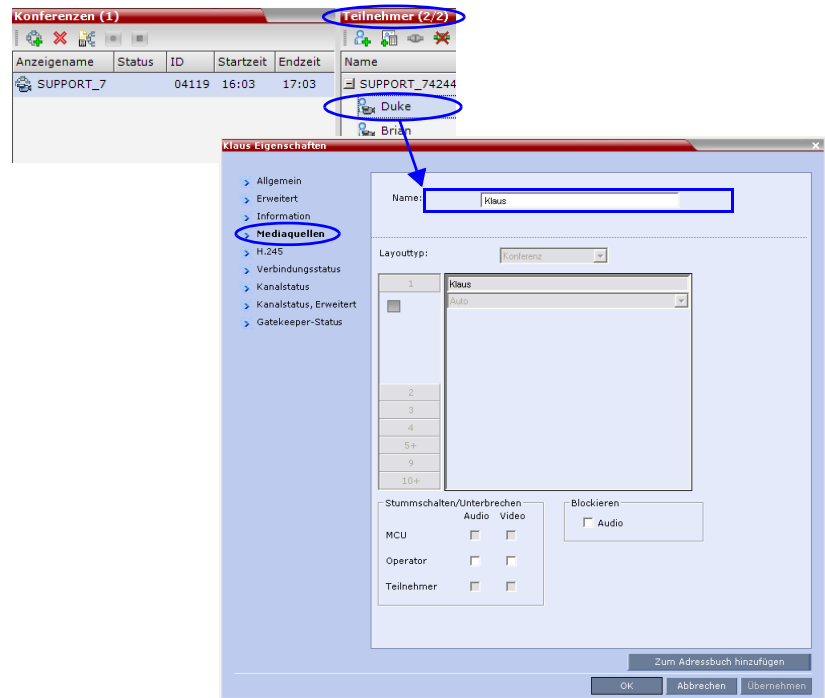 Konferenzen (1)
Anzeigename Status ID Startzeit Endzeit
SUPPORT_7 04119 16:03 17:03
Teilnehmer (2/2)
Name
SUPPORT_74244
Duke
Brian
Klaus Eigenschaften
Allgemein
Erweitert
Information
Mediaquellen
H.245
Verbindungsstatus
Kanalstatus
Kanalstatus, Erweitert
Gatekeeper-Status
Name: Klaus
Layouttyp: Konferenz
1 Klaus
Auto
2
3
4
5+
9
10+
Stummschalten/Unterbrechen
Audio Video
MCU
Operator
Teilnehmer
Blockieren
Audio
Zum Adressbuch hinzufügen
OK Abbrechen Übernehmen